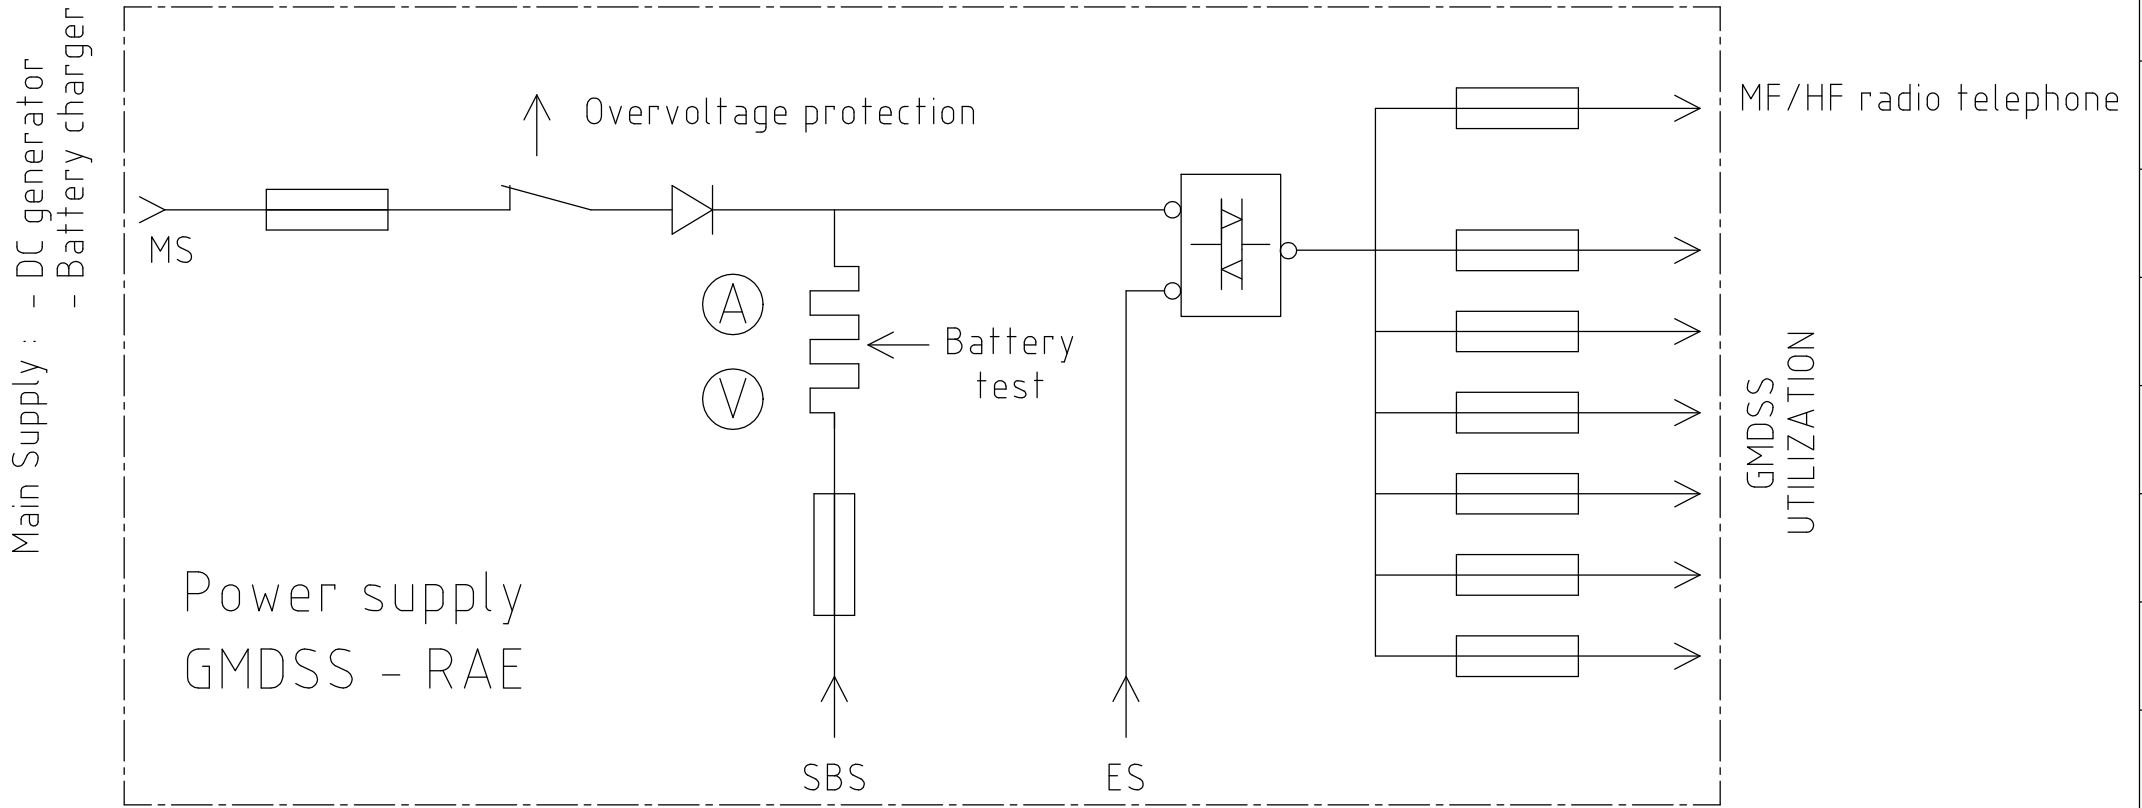 Main Supply : - DC generator
- Battery charger
Overvoltage protection
MF/HF radio telephone
MS
A
V
Battery
test
GMDSS
UTILIZATION
Power supply
GMDSS - RAE
SBS
ES